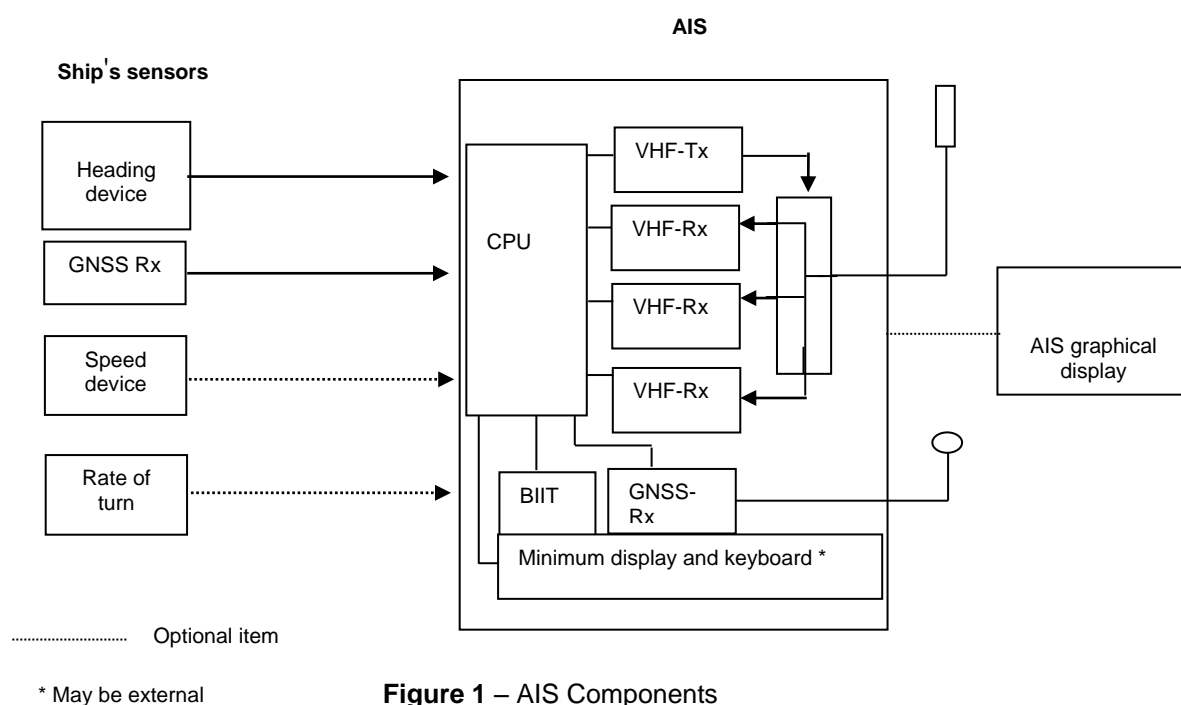 AIS
Ship's sensors
Heading
device
GNSS Rx
Speed
device
Rate of
turn
CPU
VHF-Tx
VHF-Rx
VHF-Rx
VHF-Rx
BIIT
GNSS-
Rx
Minimum display and keyboard *
AIS graphical
display
Optional item
* May be external
Figure 1 – AIS Components